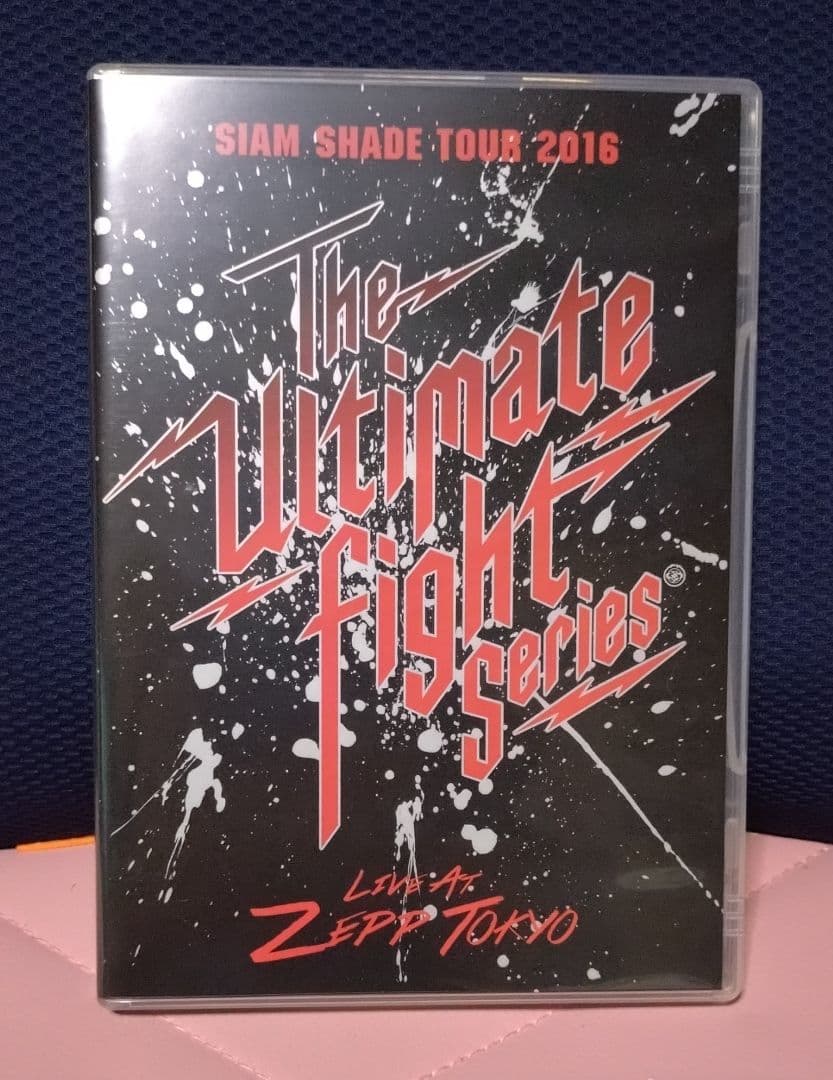 SIAM SHADE TOUR 2016
The
Ultimate
fight
Series
LIVE AT
ZEPP TOKYO